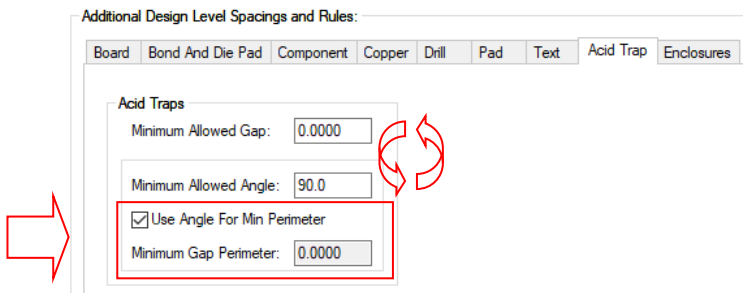 Additional Design Level Spacings and Rules:
Board Bond And Die Pad Component Copper Drill Pad Text Acid Trap Enclosures
Acid Traps
Minimum Allowed Gap: 0.0000
Minimum Allowed Angle: 90.0
Use Angle For Min Perimeter
Minimum Gap Perimeter: 0.0000